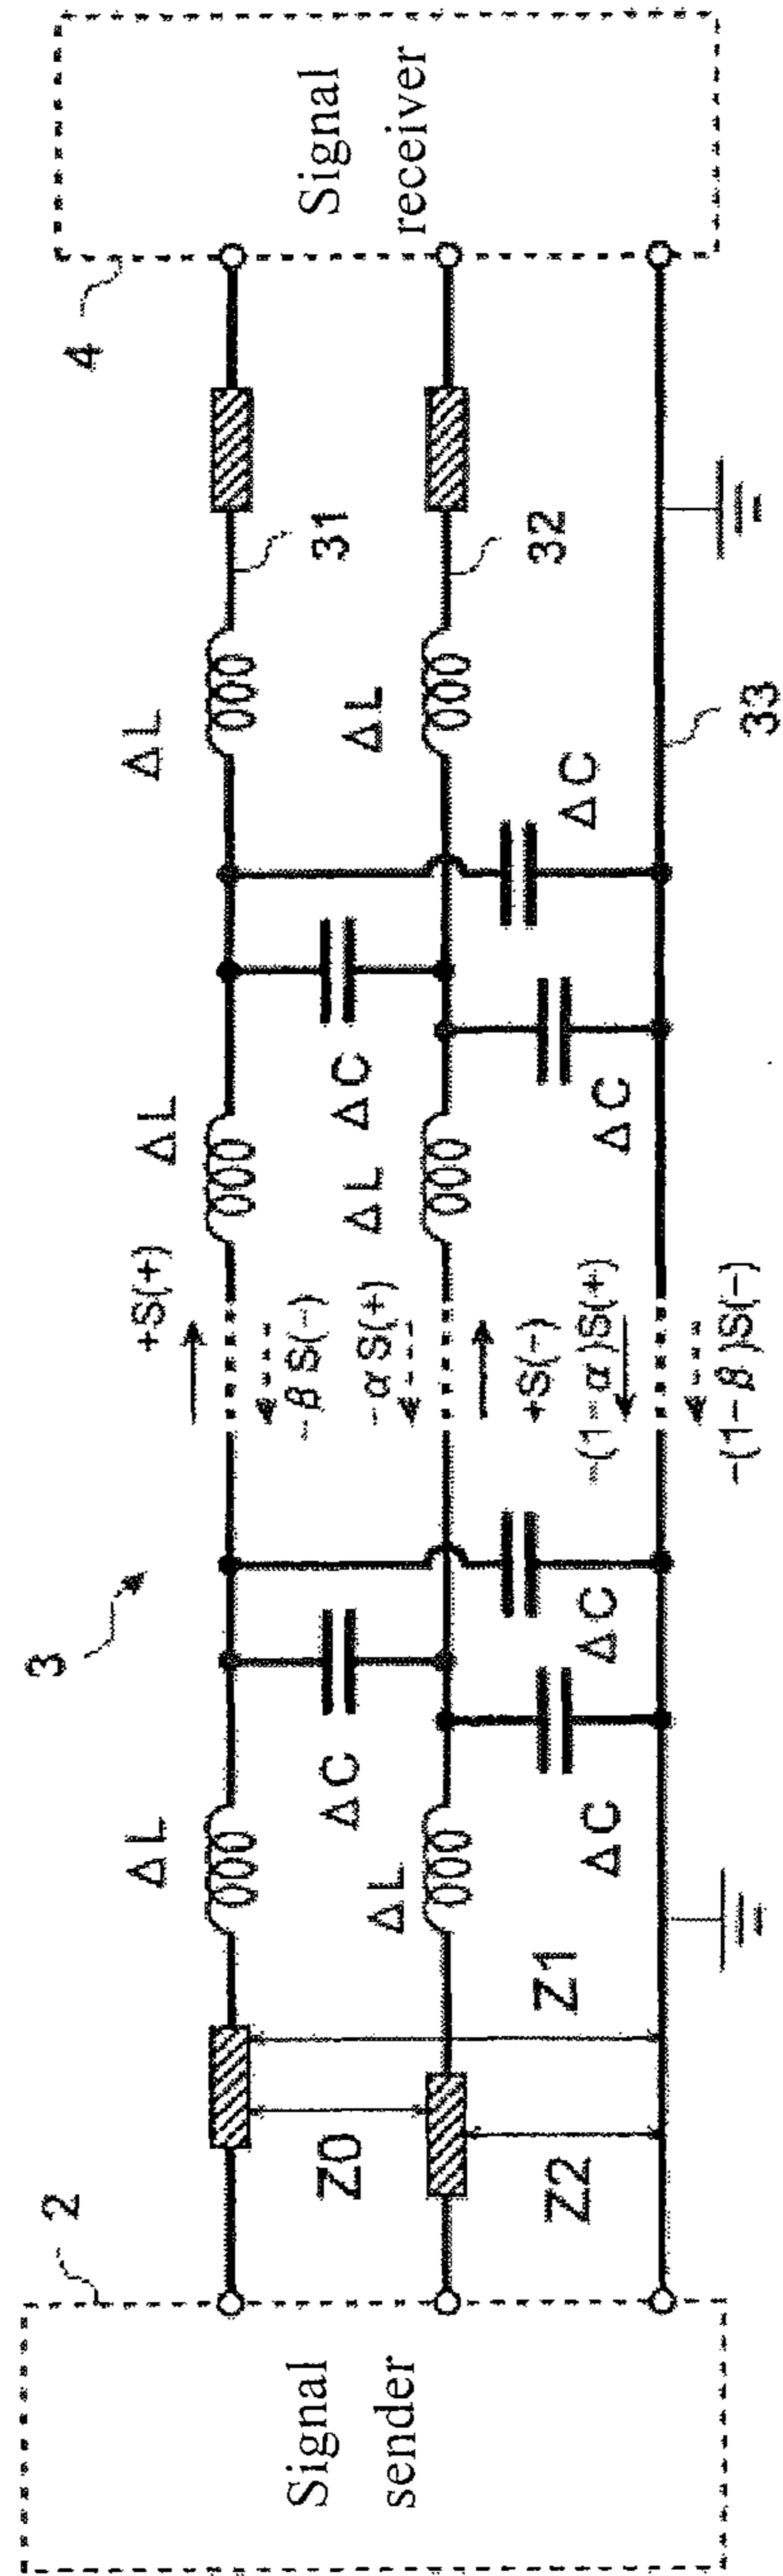 Signal
sender
2
Z0
Z1
Z2
ΔL
ΔL
ΔC
ΔC
ΔC
3
+S(+)
-βS(-)
-αS(+)
+S(-)
-(1-α)S(+)
-(1-β)S(-)
ΔL
ΔL
ΔC
ΔC
ΔC
ΔL
ΔL
31
32
33
4
Signal
receiver